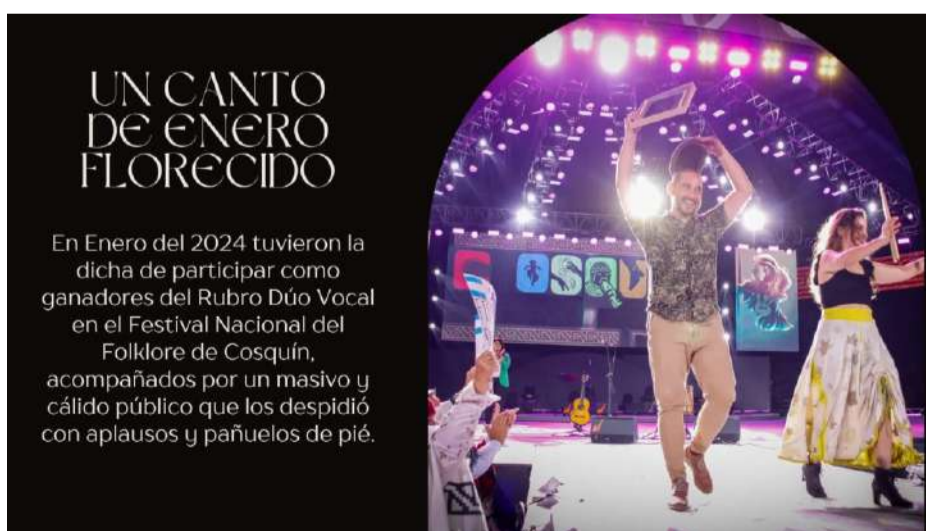 UN CANTO
DE ENERO
FLORECIDO
En Enero del 2024 tuvieron la
dicha de participar como
ganadores del Rubro Dúo Vocal
en el Festival Nacional del
Folklore de Cosquín,
acompañados por un masivo y
cálido público que los despidió
con aplausos y pañuelos de pié.
COSQU